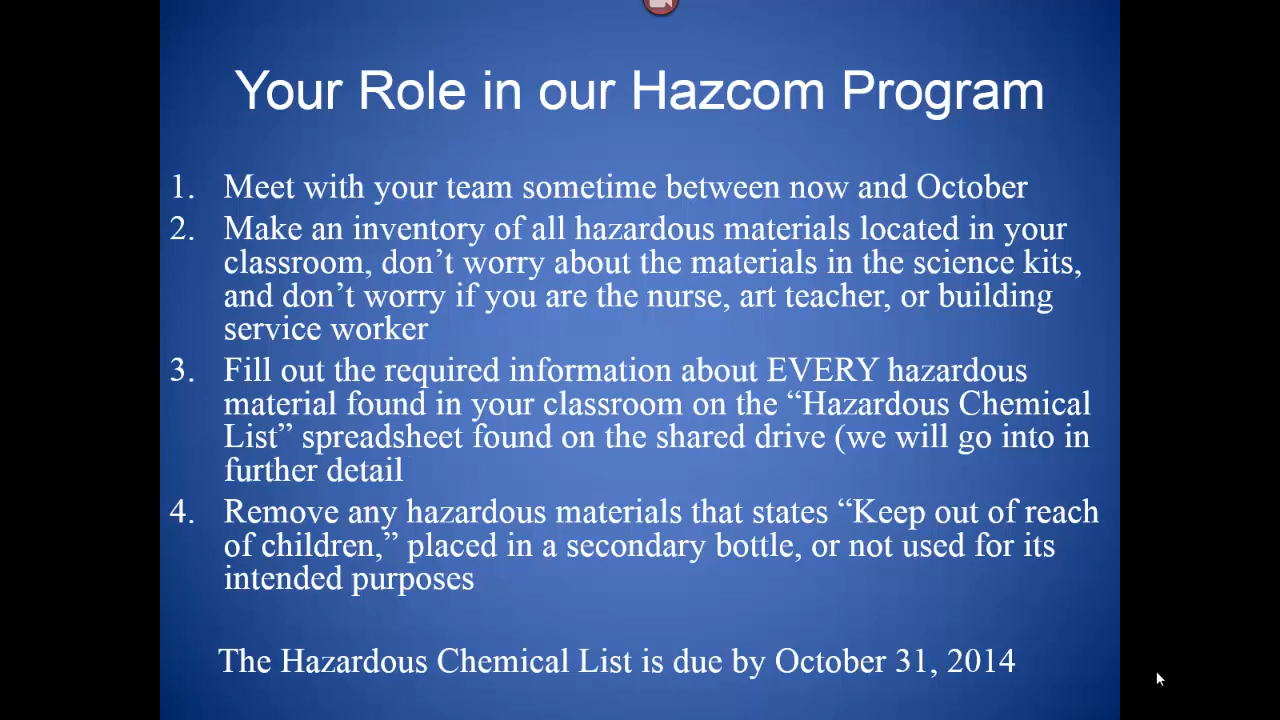 Your Role in our Hazcom Program
1. Meet with your team sometime between now and October
2. Make an inventory of all hazardous materials located in your
classroom, don’t worry about the materials in the science kits,
and don’t worry if you are the nurse, art teacher, or building
service worker
3. Fill out the required information about EVERY hazardous
material found in your classroom on the “Hazardous Chemical
List” spreadsheet found on the shared drive (we will go into in
further detail
4. Remove any hazardous materials that states “Keep out of reach
of children,” placed in a secondary bottle, or not used for its
intended purposes
The Hazardous Chemical List is due by October 31, 2014